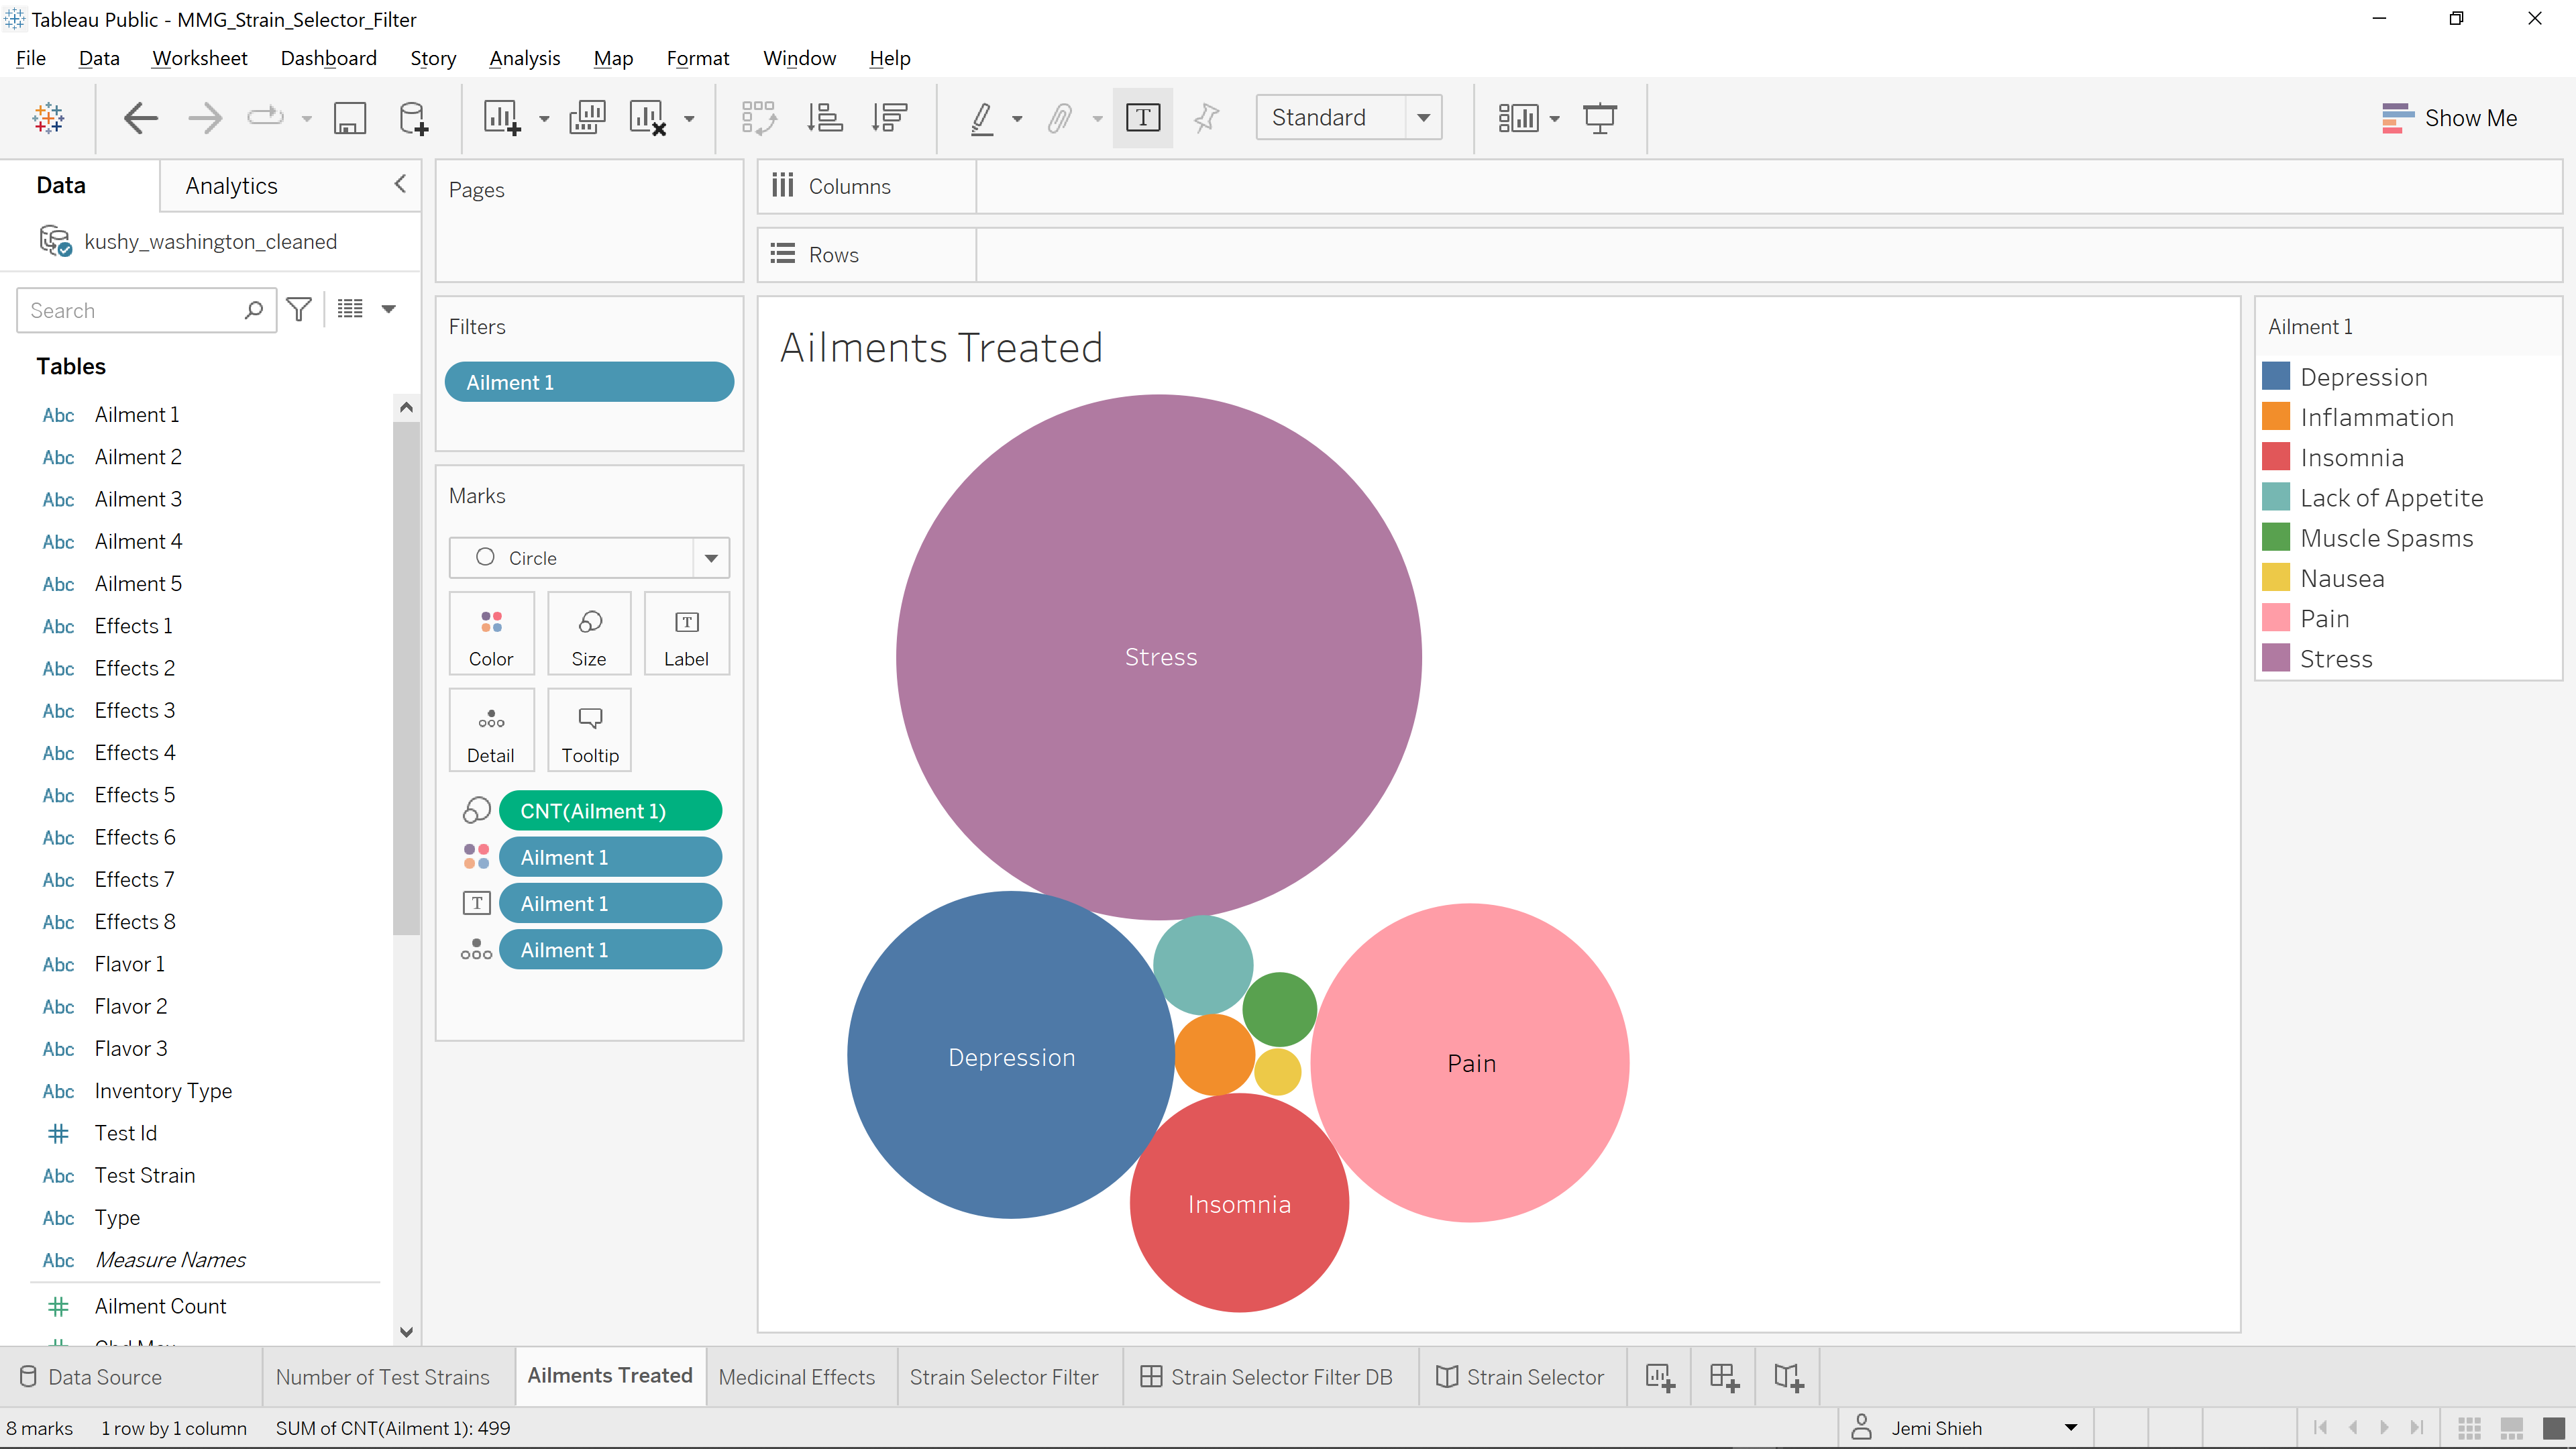 Tableau Public - MMG_Strain_Selector_Filter
File Data Worksheet Dashboard Story Analysis Map Format Window Help
Standard
Show Me
Data
Analytics
kushy_washington_cleaned
Search
Tables
Abc Ailment 1
Abc Ailment 2
Abc Ailment 3
Abc Ailment 4
Abc Ailment 5
Abc Effects 1
Abc Effects 2
Abc Effects 3
Abc Effects 4
Abc Effects 5
Abc Effects 6
Abc Effects 7
Abc Effects 8
Abc Flavor 1
Abc Flavor 2
Abc Flavor 3
Abc Inventory Type
# Test Id
Abc Test Strain
Abc Type
Abc Measure Names
# Ailment Count
Pages
Filters
Ailment 1
Marks
Circle
Color
Size
T
Label
Detail
Tooltip
CNT(Ailment 1)
Ailment 1
T Ailment 1
Ailment 1
Columns
Rows
Ailments Treated
Stress
Depression
Pain
Insomnia
Ailment 1
Depression
Inflammation
Insomnia
Lack of Appetite
Muscle Spasms
Nausea
Pain
Stress
Data Source
Number of Test Strains
Ailments Treated
Medicinal Effects
Strain Selector Filter
Strain Selector Filter DB
Strain Selector
8 marks
1 row by 1 column
SUM of CNT(Ailment 1): 499
Jemi Shieh